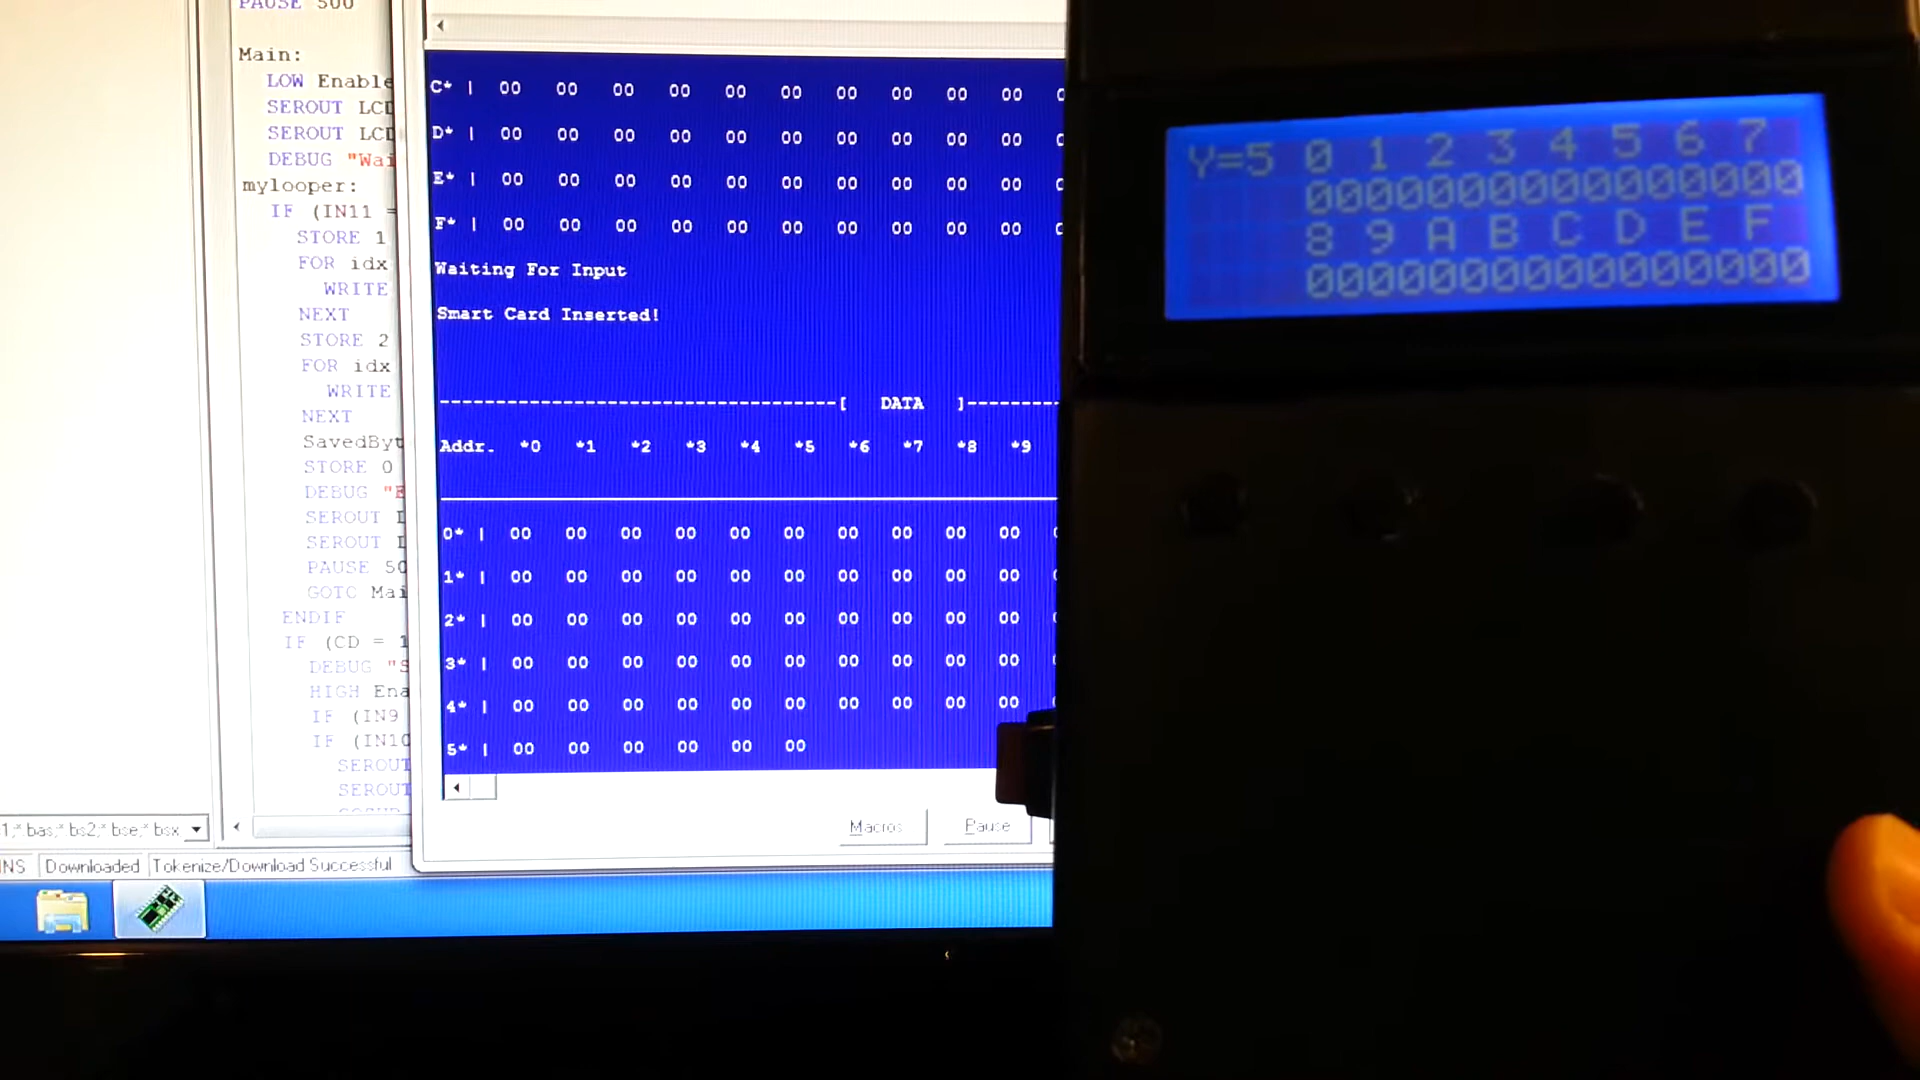 PAUSE 500
Main:
LOW Enable
SEROUT LCD
SEROUT LCD
DEBUG "Wai
mylooper:
IF (IN11 =
STORE 1
FOR idx
WRITE
NEXT
STORE 2
FOR idx
WRITE
NEXT
SavedByt
STORE 0
DEBUG "E
SEROUT L
SEROUT L
PAUSE 50
GOTO Mai
ENDIF
IF (CD = 1
DEBUG "S
HIGH Ena
IF (IN9
IF (IN10
SEROUT
SEROUT
1;*.bas;*.bs2;*.bse;*.bsx
INS Downloaded Tokenize/Download Successful
C* | 00 00 00 00 00 00 00 00 00 00
D* | 00 00 00 00 00 00 00 00 00 00
E* | 00 00 00 00 00 00 00 00 00 00
F* | 00 00 00 00 00 00 00 00 00 00
Waiting For Input
Smart Card Inserted!
---------------------------------[ DATA ]--------
Addr. *0 *1 *2 *3 *4 *5 *6 *7 *8 *9
0* | 00 00 00 00 00 00 00 00 00 00
1* | 00 00 00 00 00 00 00 00 00 00
2* | 00 00 00 00 00 00 00 00 00 00
3* | 00 00 00 00 00 00 00 00 00 00
4* | 00 00 00 00 00 00 00 00 00 00
5* | 00 00 00 00 00 00
Macros Pause
Y=5 0 1 2 3 4 5 6 7
0000000000000000
8 9 A B C D E F
0000000000000000